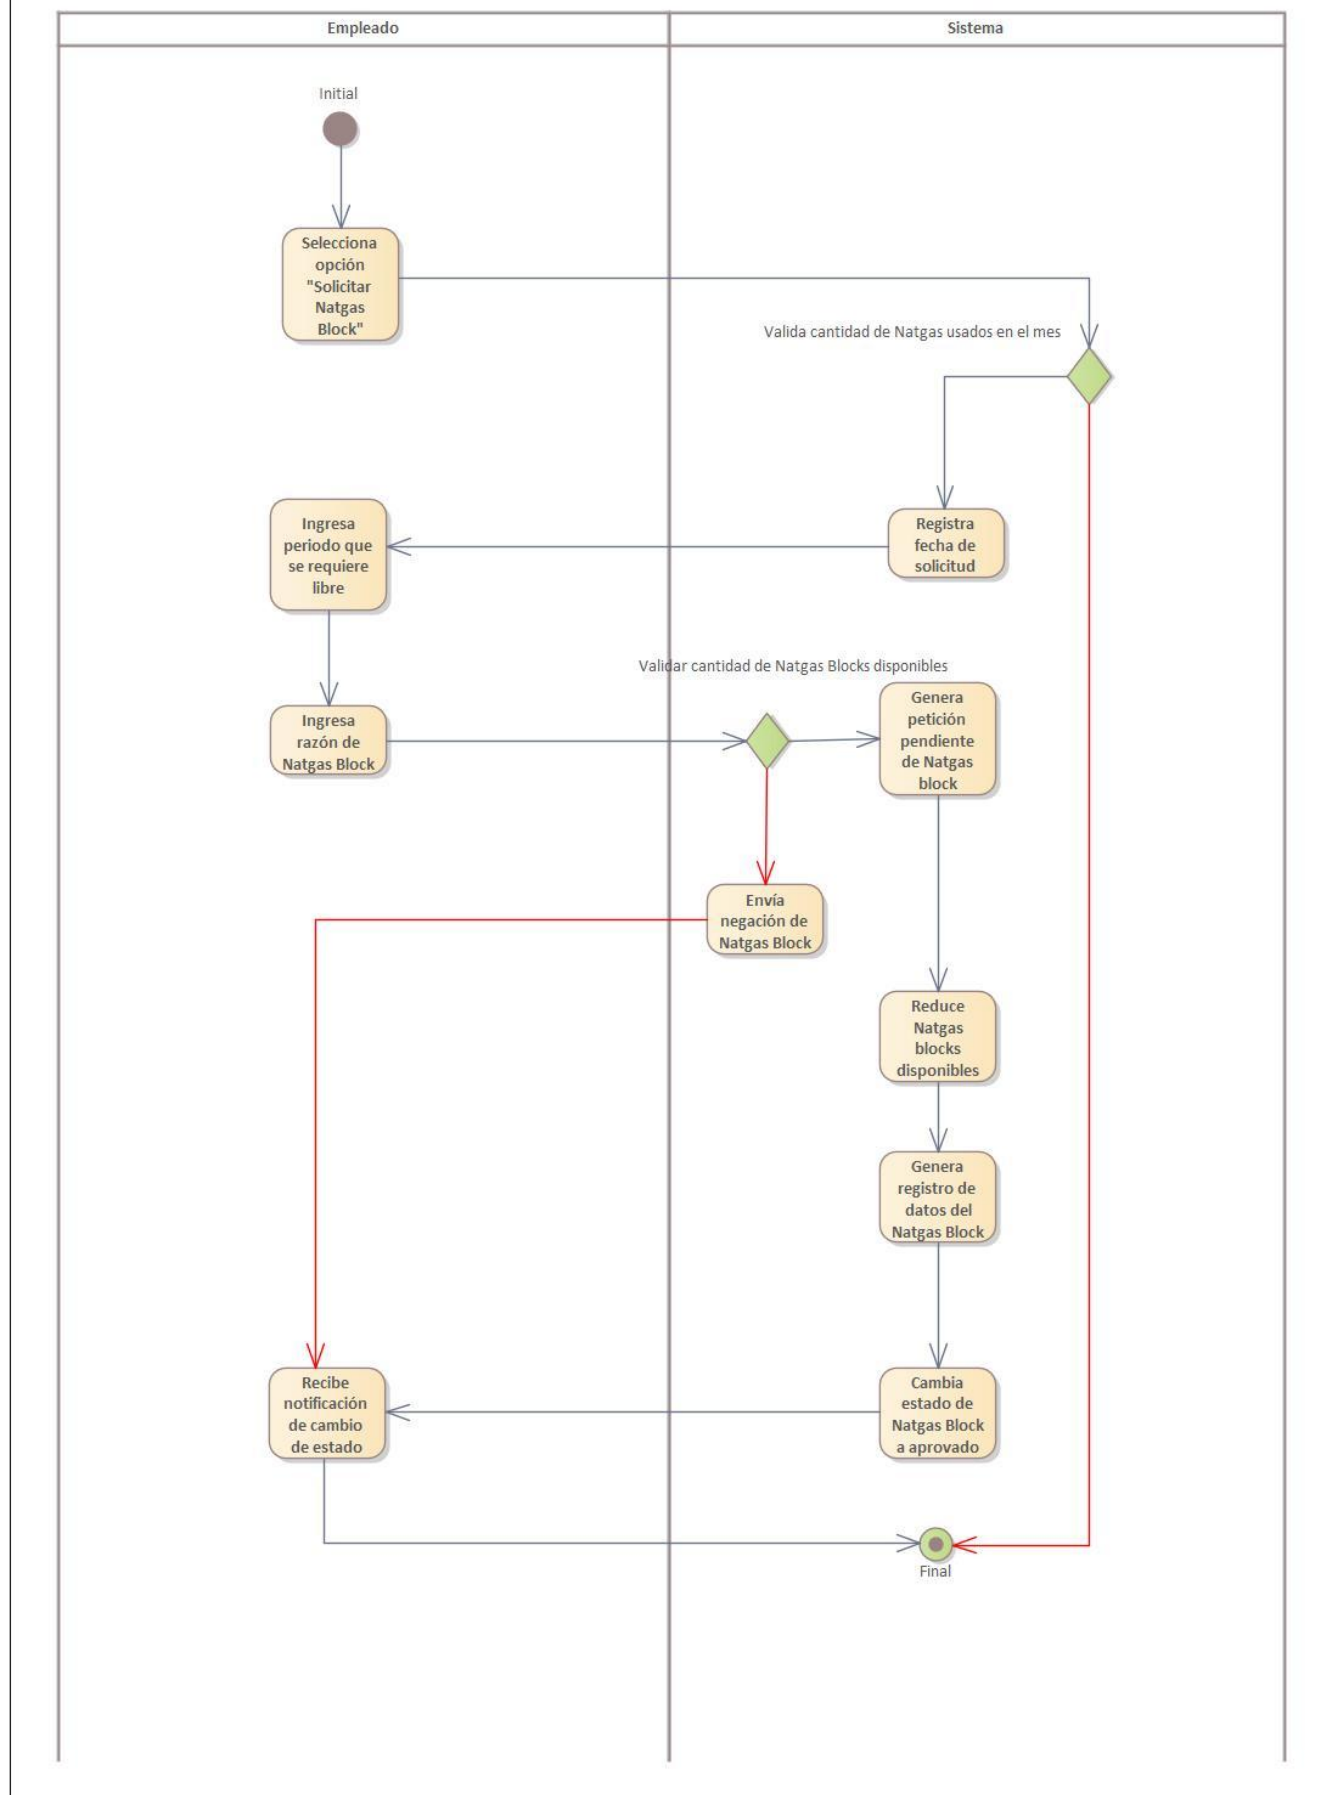 Empleado
Sistema
Initial
Selecciona
opción
"Solicitar
Natgas
Block"
Valida cantidad de Natgas usados en el mes
Registra
fecha de
solicitud
Ingresa
periodo que
se requiere
libre
Validar cantidad de Natgas Blocks disponibles
Ingresa
razón de
Natgas Block
Genera
petición
pendiente
de Natgas
block
Envía
negación de
Natgas Block
Reduce
Natgas
blocks
disponibles
Genera
registro de
datos del
Natgas Block
Recibe
notificación
de cambio
de estado
Cambia
estado de
Natgas Block
a aprovado
Final